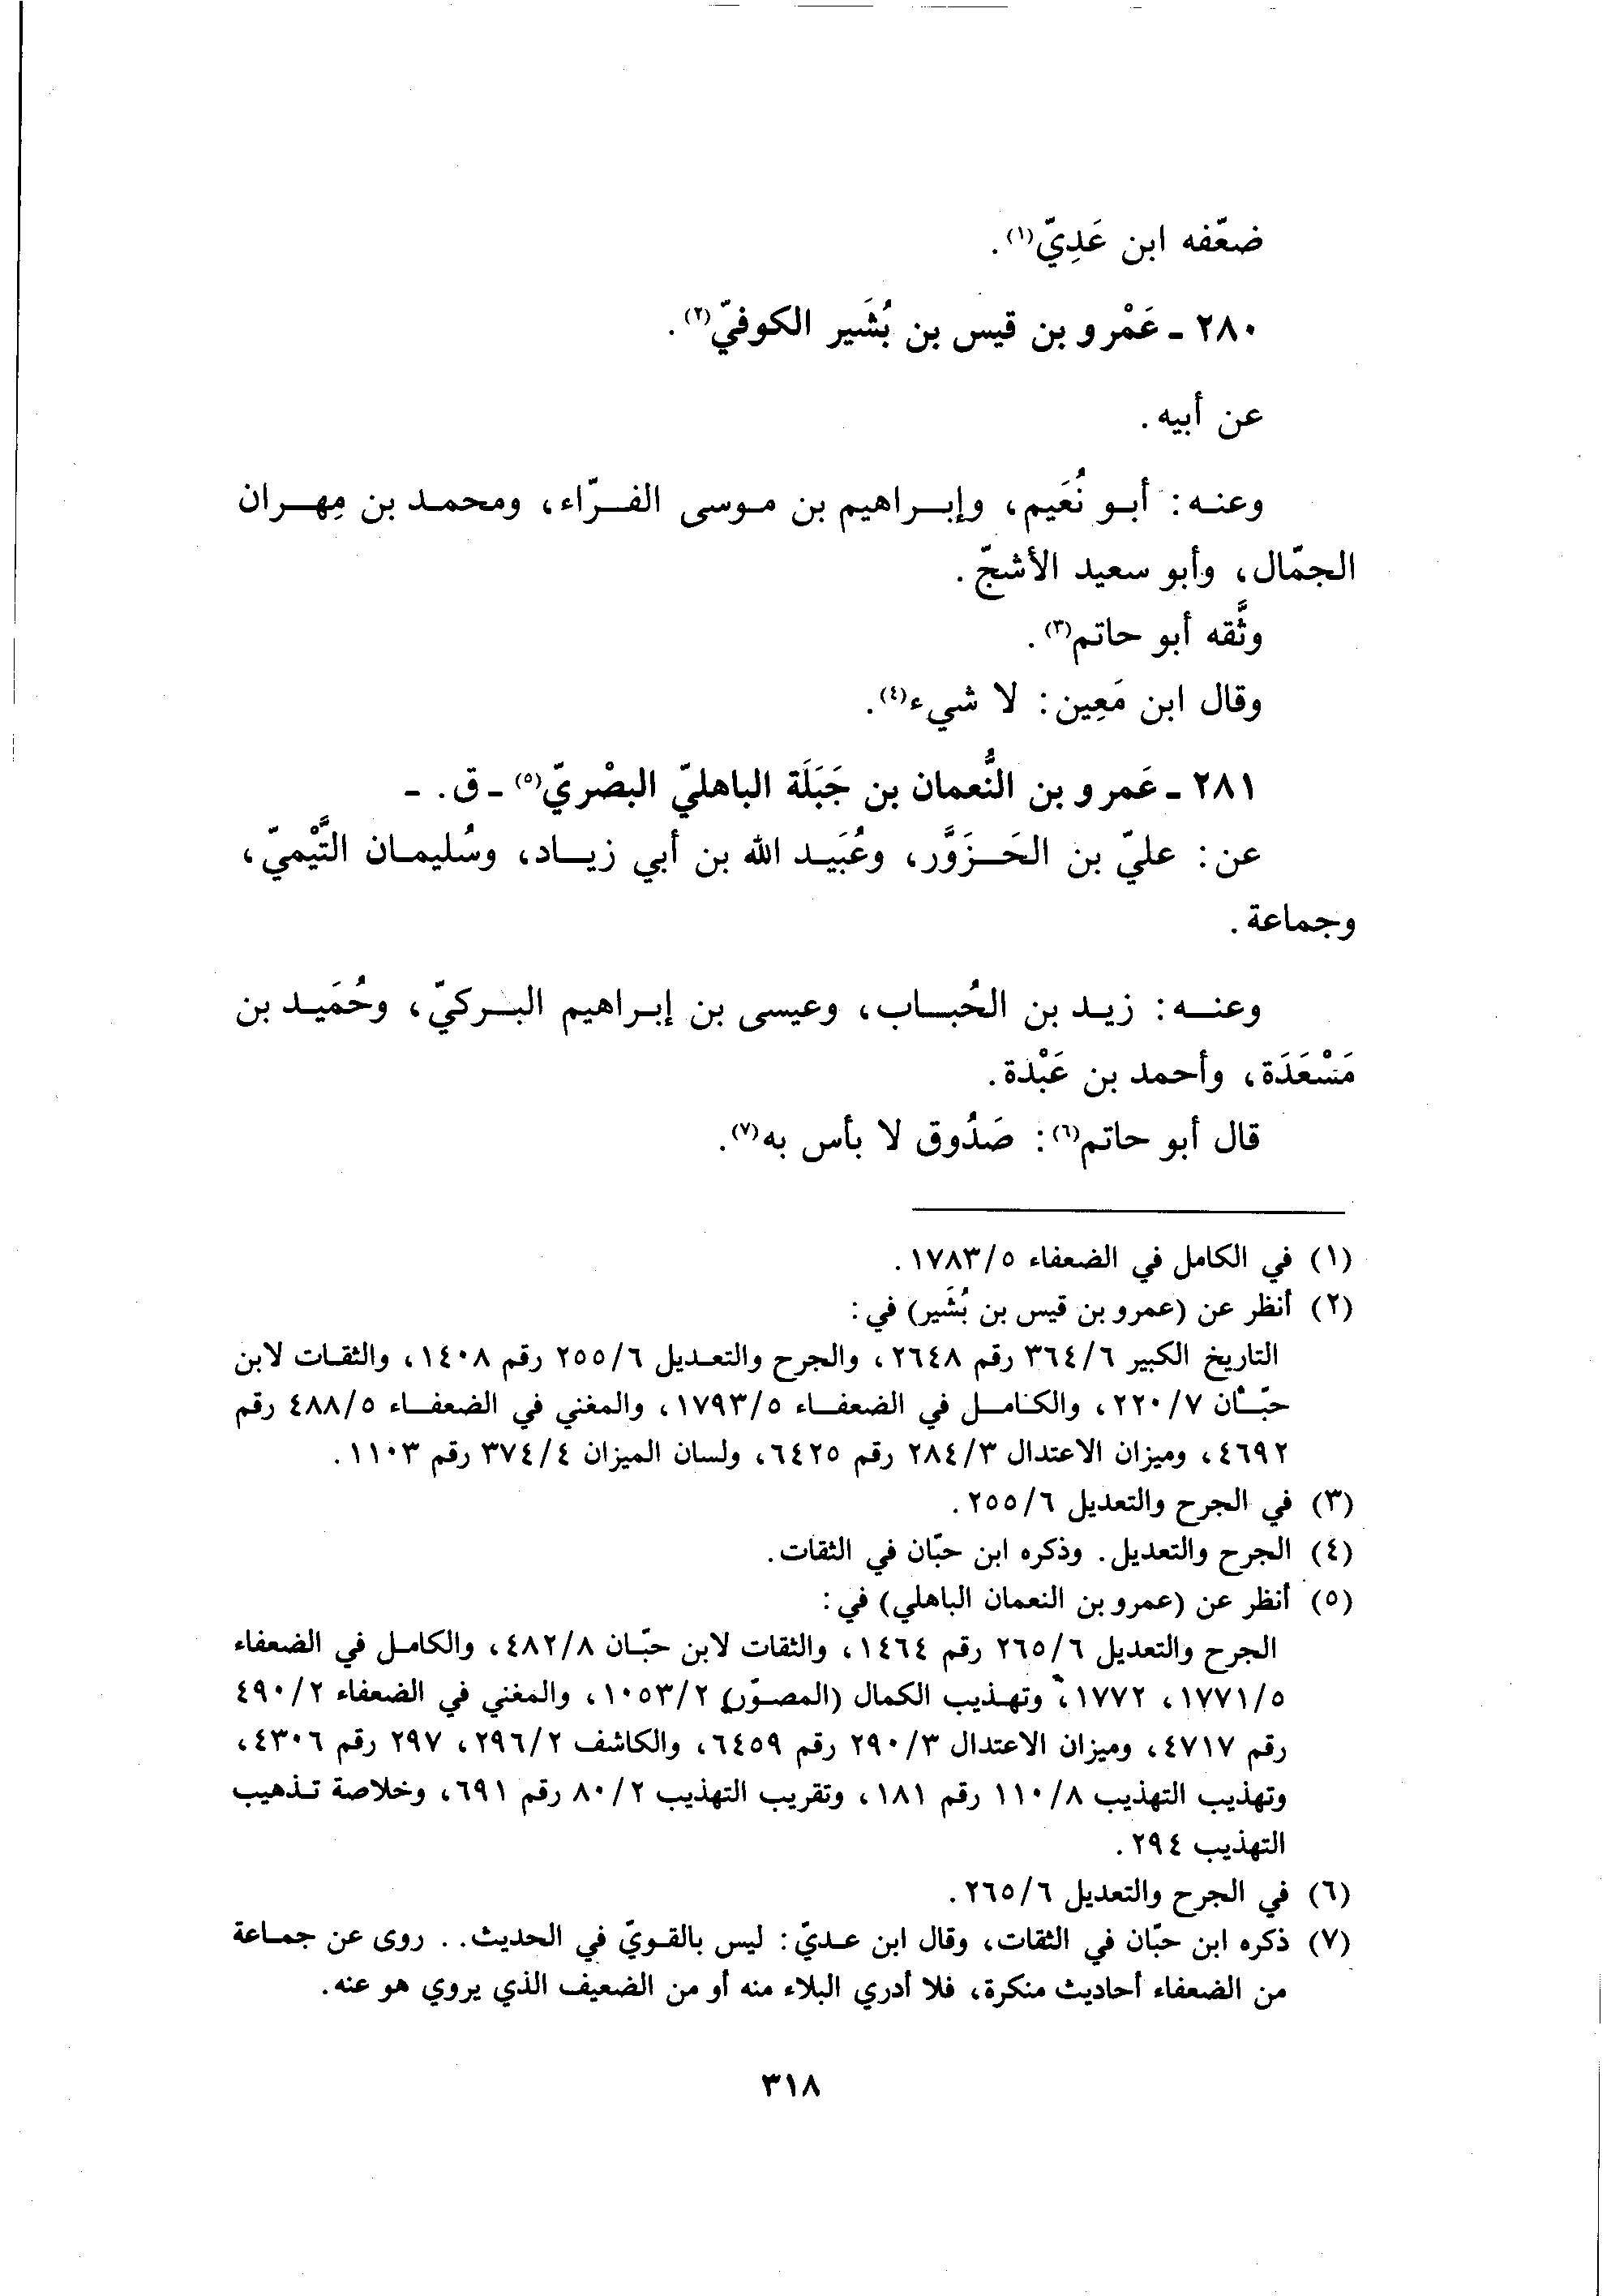 ضعّفه ابن عَدِيّ(١).
٢٨٠ ـ عَمْرو بن قيس بن بُشَير الكوفيّ(٢).
عن أبيه.
وعنه: أبو نُعَيم، وإبراهيم بن موسى الفرّاء، ومحمد بن مِهران
الجمّال، وأبو سعيد الأشجّ.
وثَّقه أبو حاتم(٣).
وقال ابن مَعِين: لا شيء(٤).
٢٨١ ـ عَمرو بن النُّعمان بن جَبَلَة الباهليّ البصْريّ(٥) ـ ق. ـ
عن: عليّ بن الحَزَوَّر، وعُبَيد الله بن أبي زياد، وسُليمان التَّيْميّ،
وجماعة.
وعنه: زيد بن الحُباب، وعيسى بن إبراهيم البركيّ، وحُمَيد بن
مَسْعَدَة، وأحمد بن عَبْدة.
قال أبو حاتم(٦): صَدُوق لا بأس به(٧).
(١) في الكامل في الضعفاء ١٧٨٣/٥.
(٢) أنظر عن (عمرو بن قيس بن بُشَير) في:
التاريخ الكبير ٣٦٤/٦ رقم ٢٦٤٨، والجرح والتعديل ٢٥٥/٦ رقم ١٤٠٨، والثقات لابن
حبّان ٢٢٠/٧، والكامل في الضعفاء ١٧٩٣/٥، والمغني في الضعفاء ٤٨٨/٥ رقم
٤٦٩٢، وميزان الاعتدال ٢٨٤/٣ رقم ٦٤٢٥، ولسان الميزان ٣٧٤/٤ رقم ١١٠٣.
(٣) في الجرح والتعديل ٢٥٥/٦.
(٤) الجرح والتعديل. وذكره ابن حبّان في الثقات.
(٥) أنظر عن (عمرو بن النعمان الباهلي) في:
الجرح والتعديل ٢٦٥/٦ رقم ١٤٦٤، والثقات لابن حبّان ٤٨٢/٨، والكامل في الضعفاء
١٧٧١/٥، ١٧٧٢، وتهذيب الكمال (المصوّر) ١٠٥٣/٢، والمغني في الضعفاء ٤٩٠/٢
رقم ٤٧١٧، وميزان الاعتدال ٢٩٠/٣ رقم ٦٤٥٩، والكاشف ٢٩٦/٢، ٢٩٧ رقم ٤٣٠٦،
وتهذيب التهذيب ١١٠/٨ رقم ١٨١، وتقريب التهذيب ٨٠/٢ رقم ٦٩١، وخلاصة تذهيب
التهذيب ٢٩٤.
(٦) في الجرح والتعديل ٢٦٥/٦.
(٧) ذكره ابن حبّان في الثقات، وقال ابن عديّ: ليس بالقويّ في الحديث.. روى عن جماعة
من الضعفاء أحاديث منكرة، فلا أدري البلاء منه أو من الضعيف الذي يروي هو عنه.
٣١٨